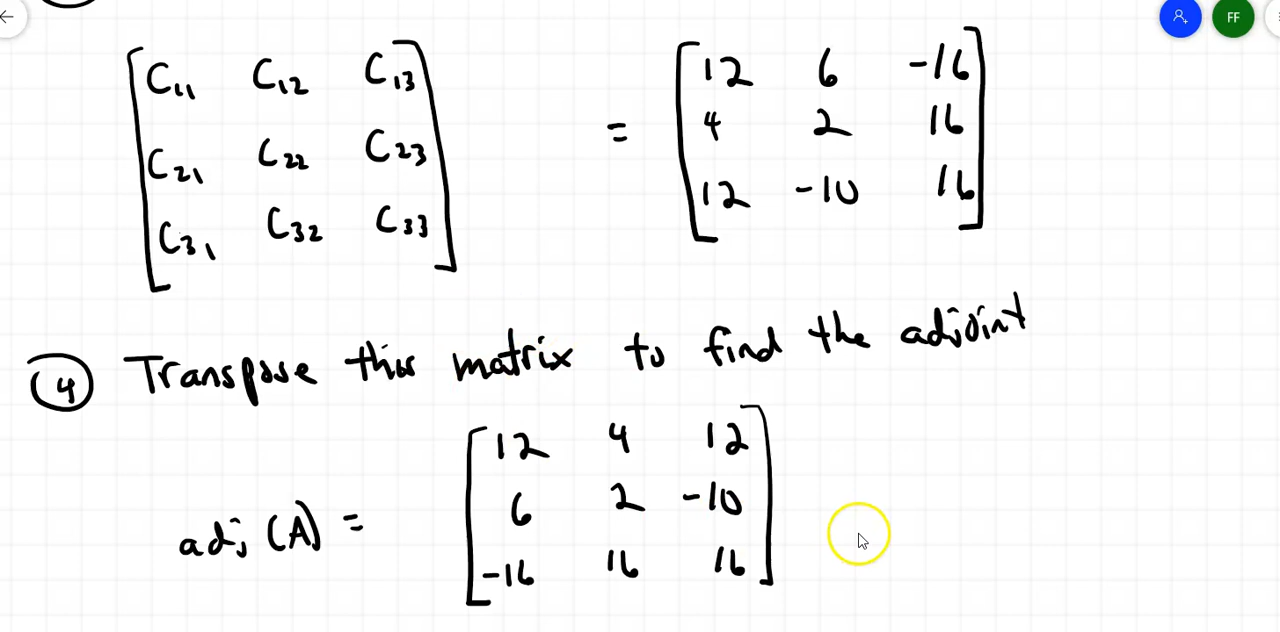 FF
C11 C12 C13 12 6 -16
C21 C22 C23 = 4 2 16
C31 C32 C33 12 -10 16
4 Transpose this matrix to find the adjoint
12 4 12
adj (A) = 6 2 -10
-16 16 16